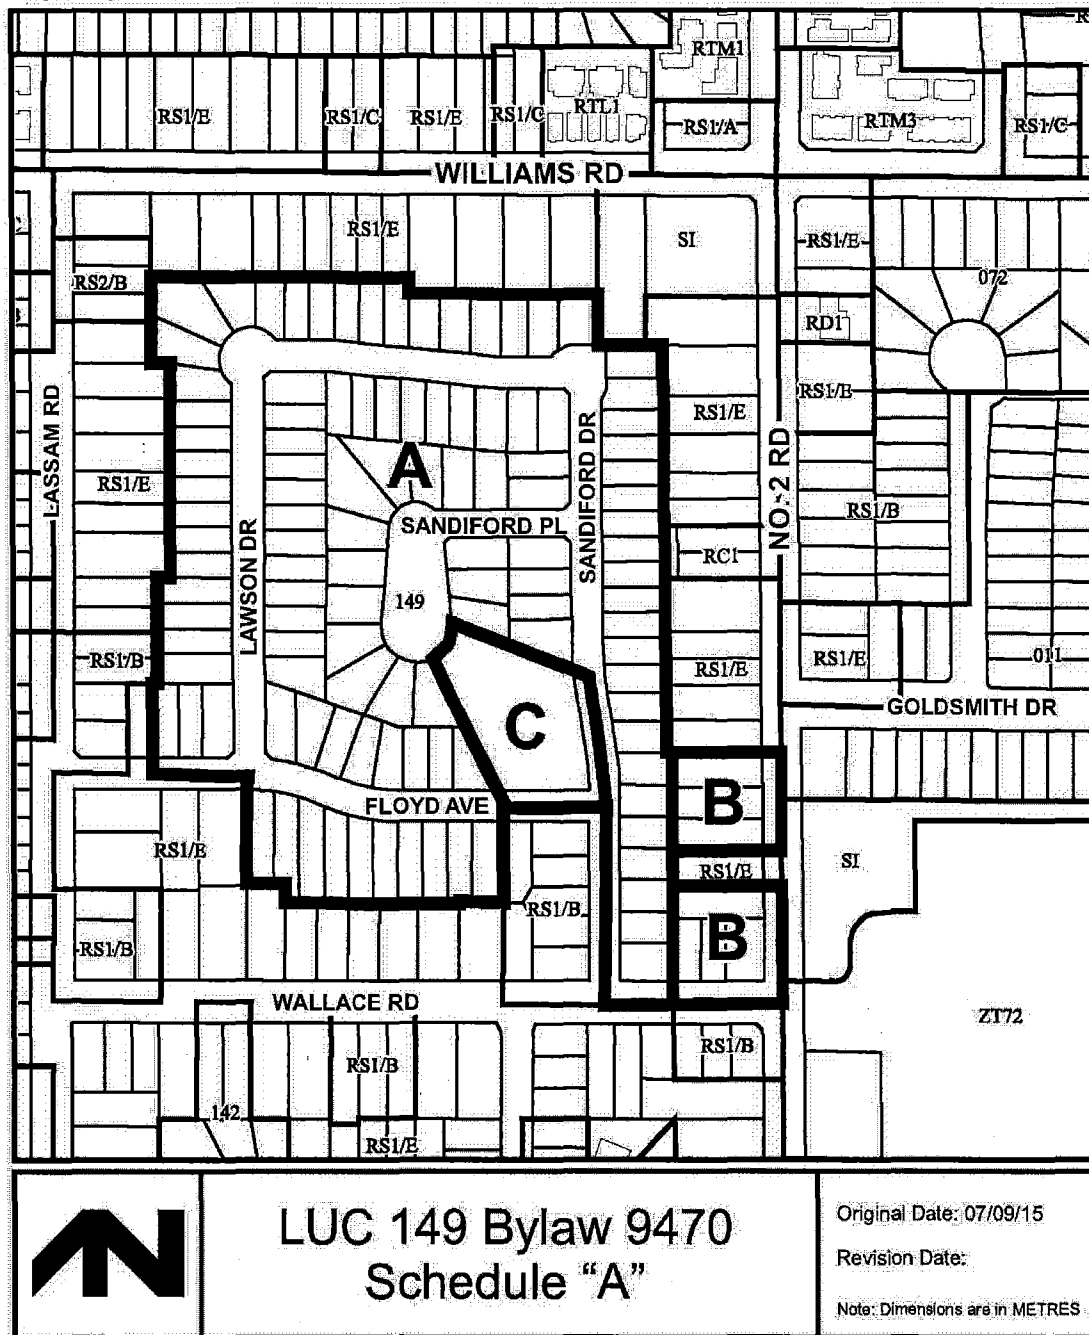 RTM1
RS1/E
RS1/C
RS1/E
RS1/C
RTL1
RS1/A
RTM3
RS1/C
WILLIAMS RD
RS1/E
SI
RS1/E
RS2/B
072
RD1
RS1/E
LASSAM RD
RS1/E
A
SANDIFORD DR
RS1/E
NO. 2 RD
RS1/B
SANDIFORD PL
LAWSON DR
149
RC1
RS1/B
RS1/E
RS1/E
011
GOLDSMITH DR
C
B
FLOYD AVE
RS1/E
RS1/E
SI
RS1/B
RS1/B
B
WALLACE RD
ZT72
RS1/B
RS1/B
142
RS1/E
N
LUC 149 Bylaw 9470
Schedule “A”
Original Date: 07/09/15
Revision Date:
Note: Dimensions are in METRES